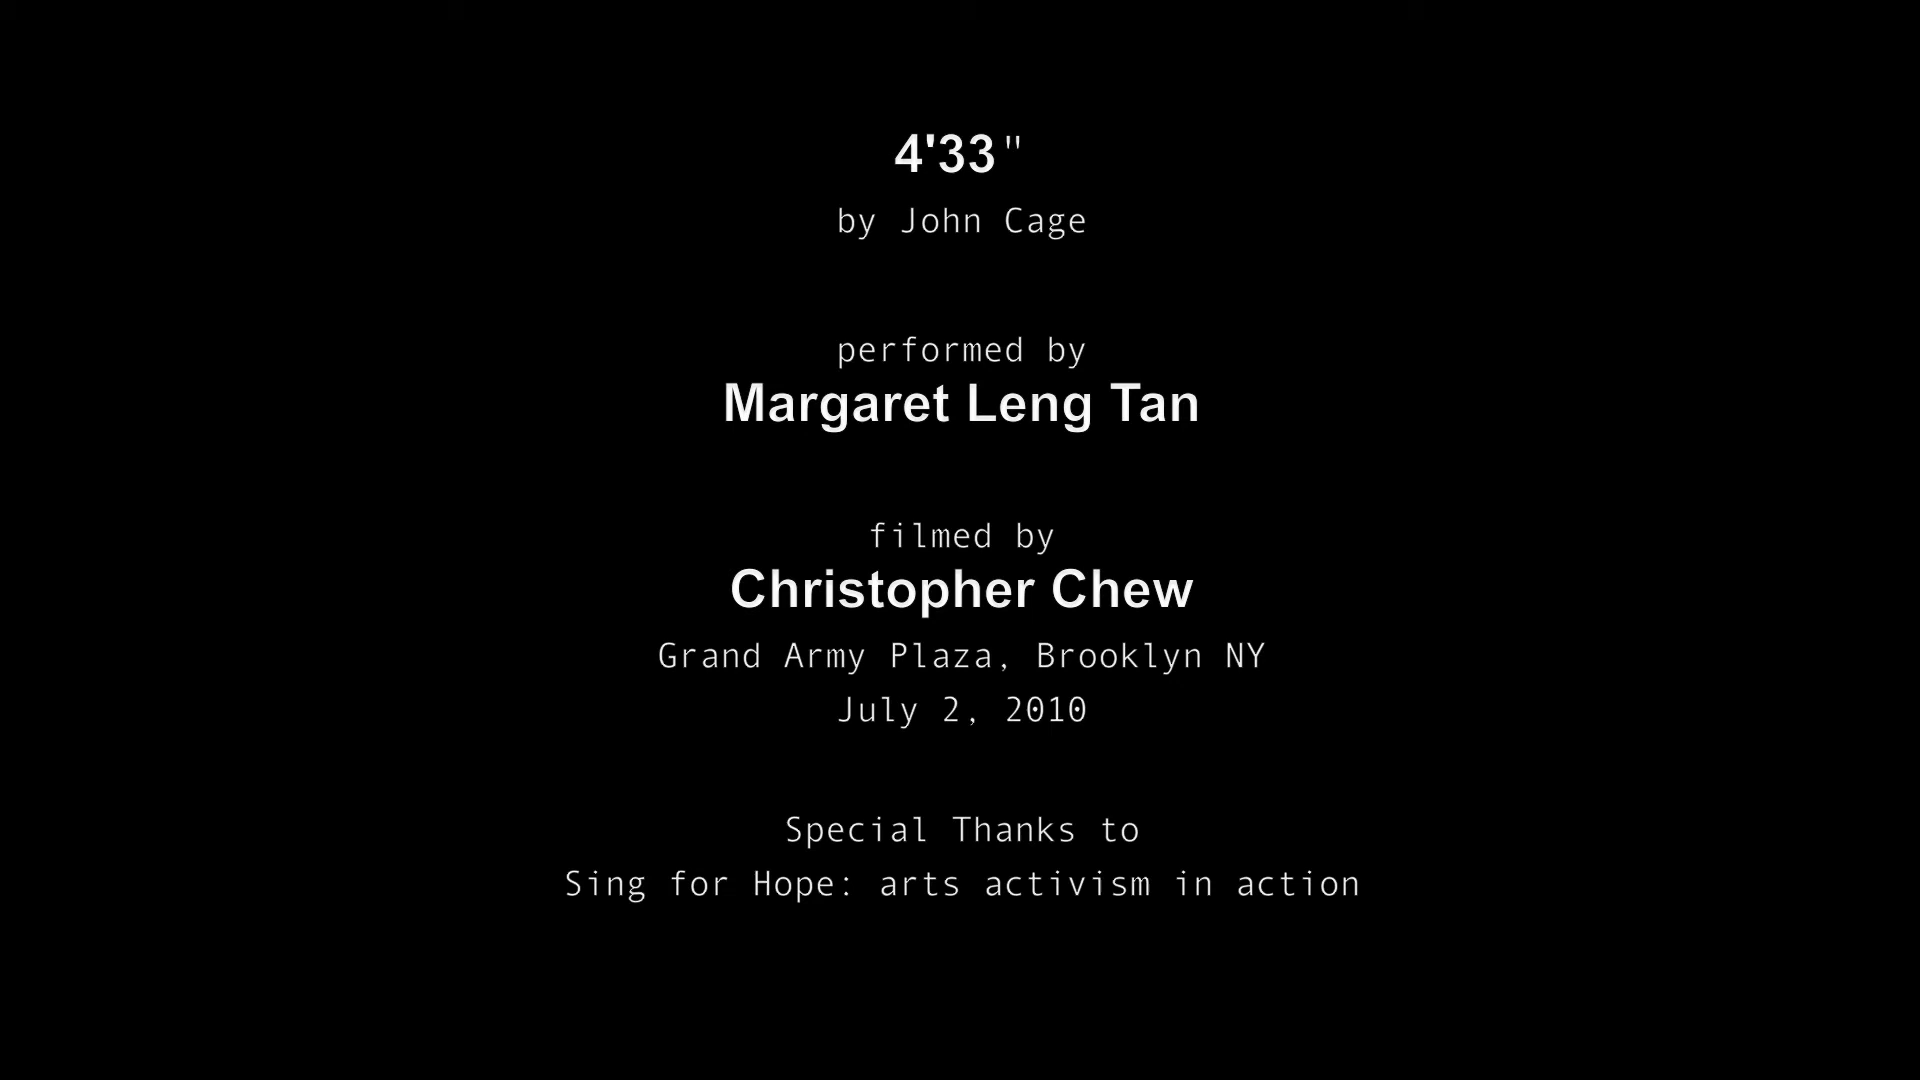 4'33"
by John Cage
performed by
Margaret Leng Tan
filmed by
Christopher Chew
Grand Army Plaza, Brooklyn NY
July 2, 2010
Special Thanks to
Sing for Hope: arts activism in action